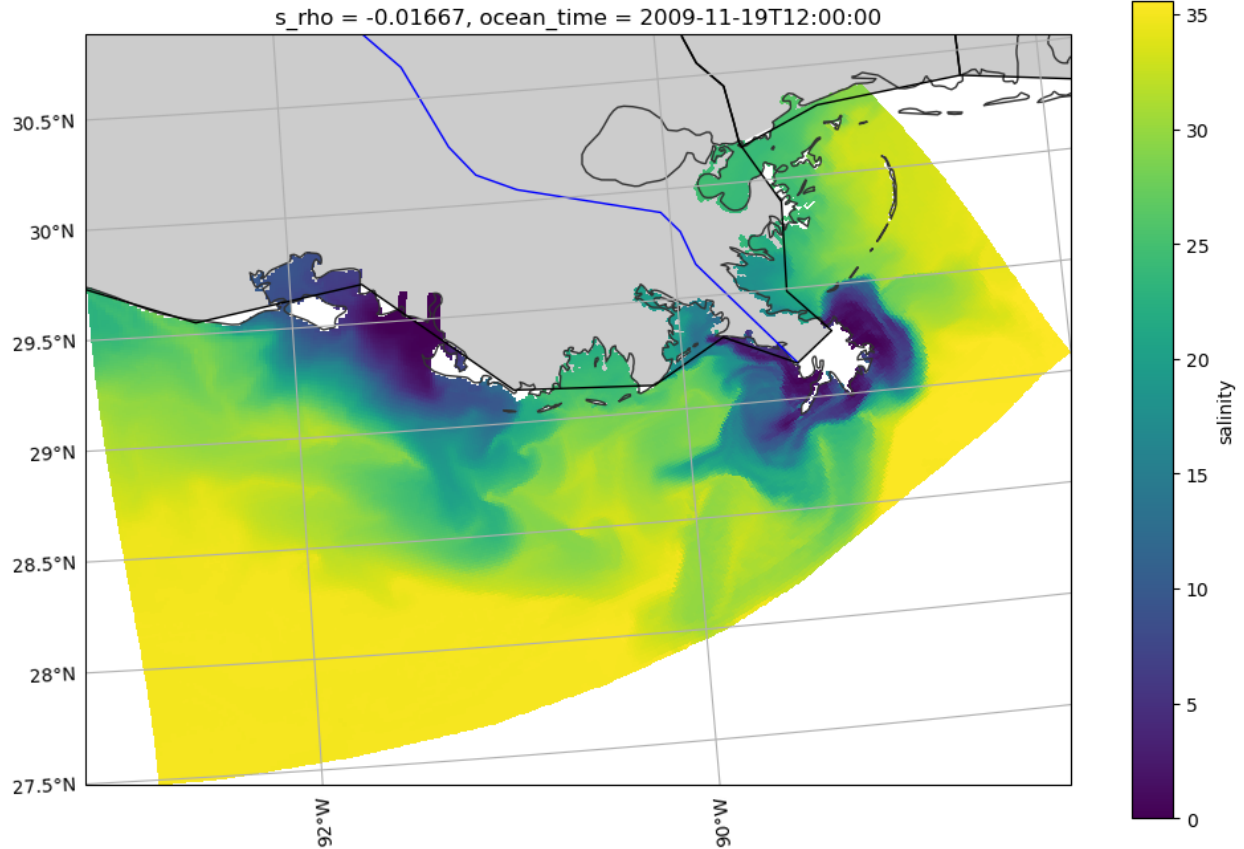 s_rho = -0.01667, ocean_time = 2009-11-19T12:00:00
30.5°N
30°N
29.5°N
29°N
28.5°N
28°N
27.5°N
92°W
90°W
35
30
25
20
15
10
5
0
salinity